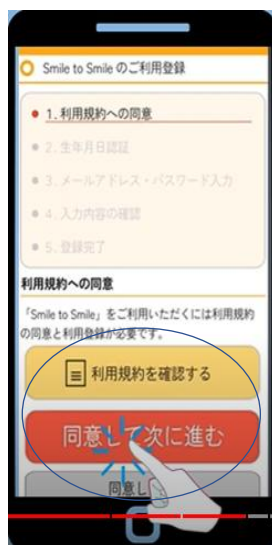 Smile to Smile のご利用登録
1. 利用規約への同意
2. 生年月日認証
3. メールアドレス・パスワード入力
4. 入力内容の確認
5. 登録完了
利用規約への同意
「Smile to Smile」をご利用いただくには利用規約
の同意と利用登録が必要です。
利用規約を確認する
同意して次に進む
同意し